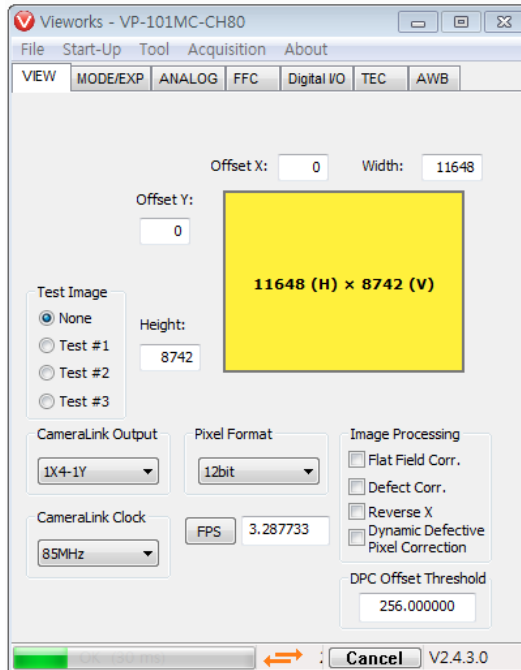 Vieworks - VP-101MC-CH80
File Start-Up Tool Acquisition About
VIEW MODE/EXP ANALOG FFC Digital I/O TEC AWB
Offset X: 0 Width: 11648
Offset Y:
0
11648 (H) × 8742 (V)
Test Image
None
Test #1
Test #2
Test #3
Height:
8742
CameraLink Output
1X4-1Y
Pixel Format
12bit
Image Processing
Flat Field Corr.
Defect Corr.
Reverse X
Dynamic Defective
Pixel Correction
CameraLink Clock
85MHz
FPS 3.287733
DPC Offset Threshold
256.000000
Cancel V2.4.3.0